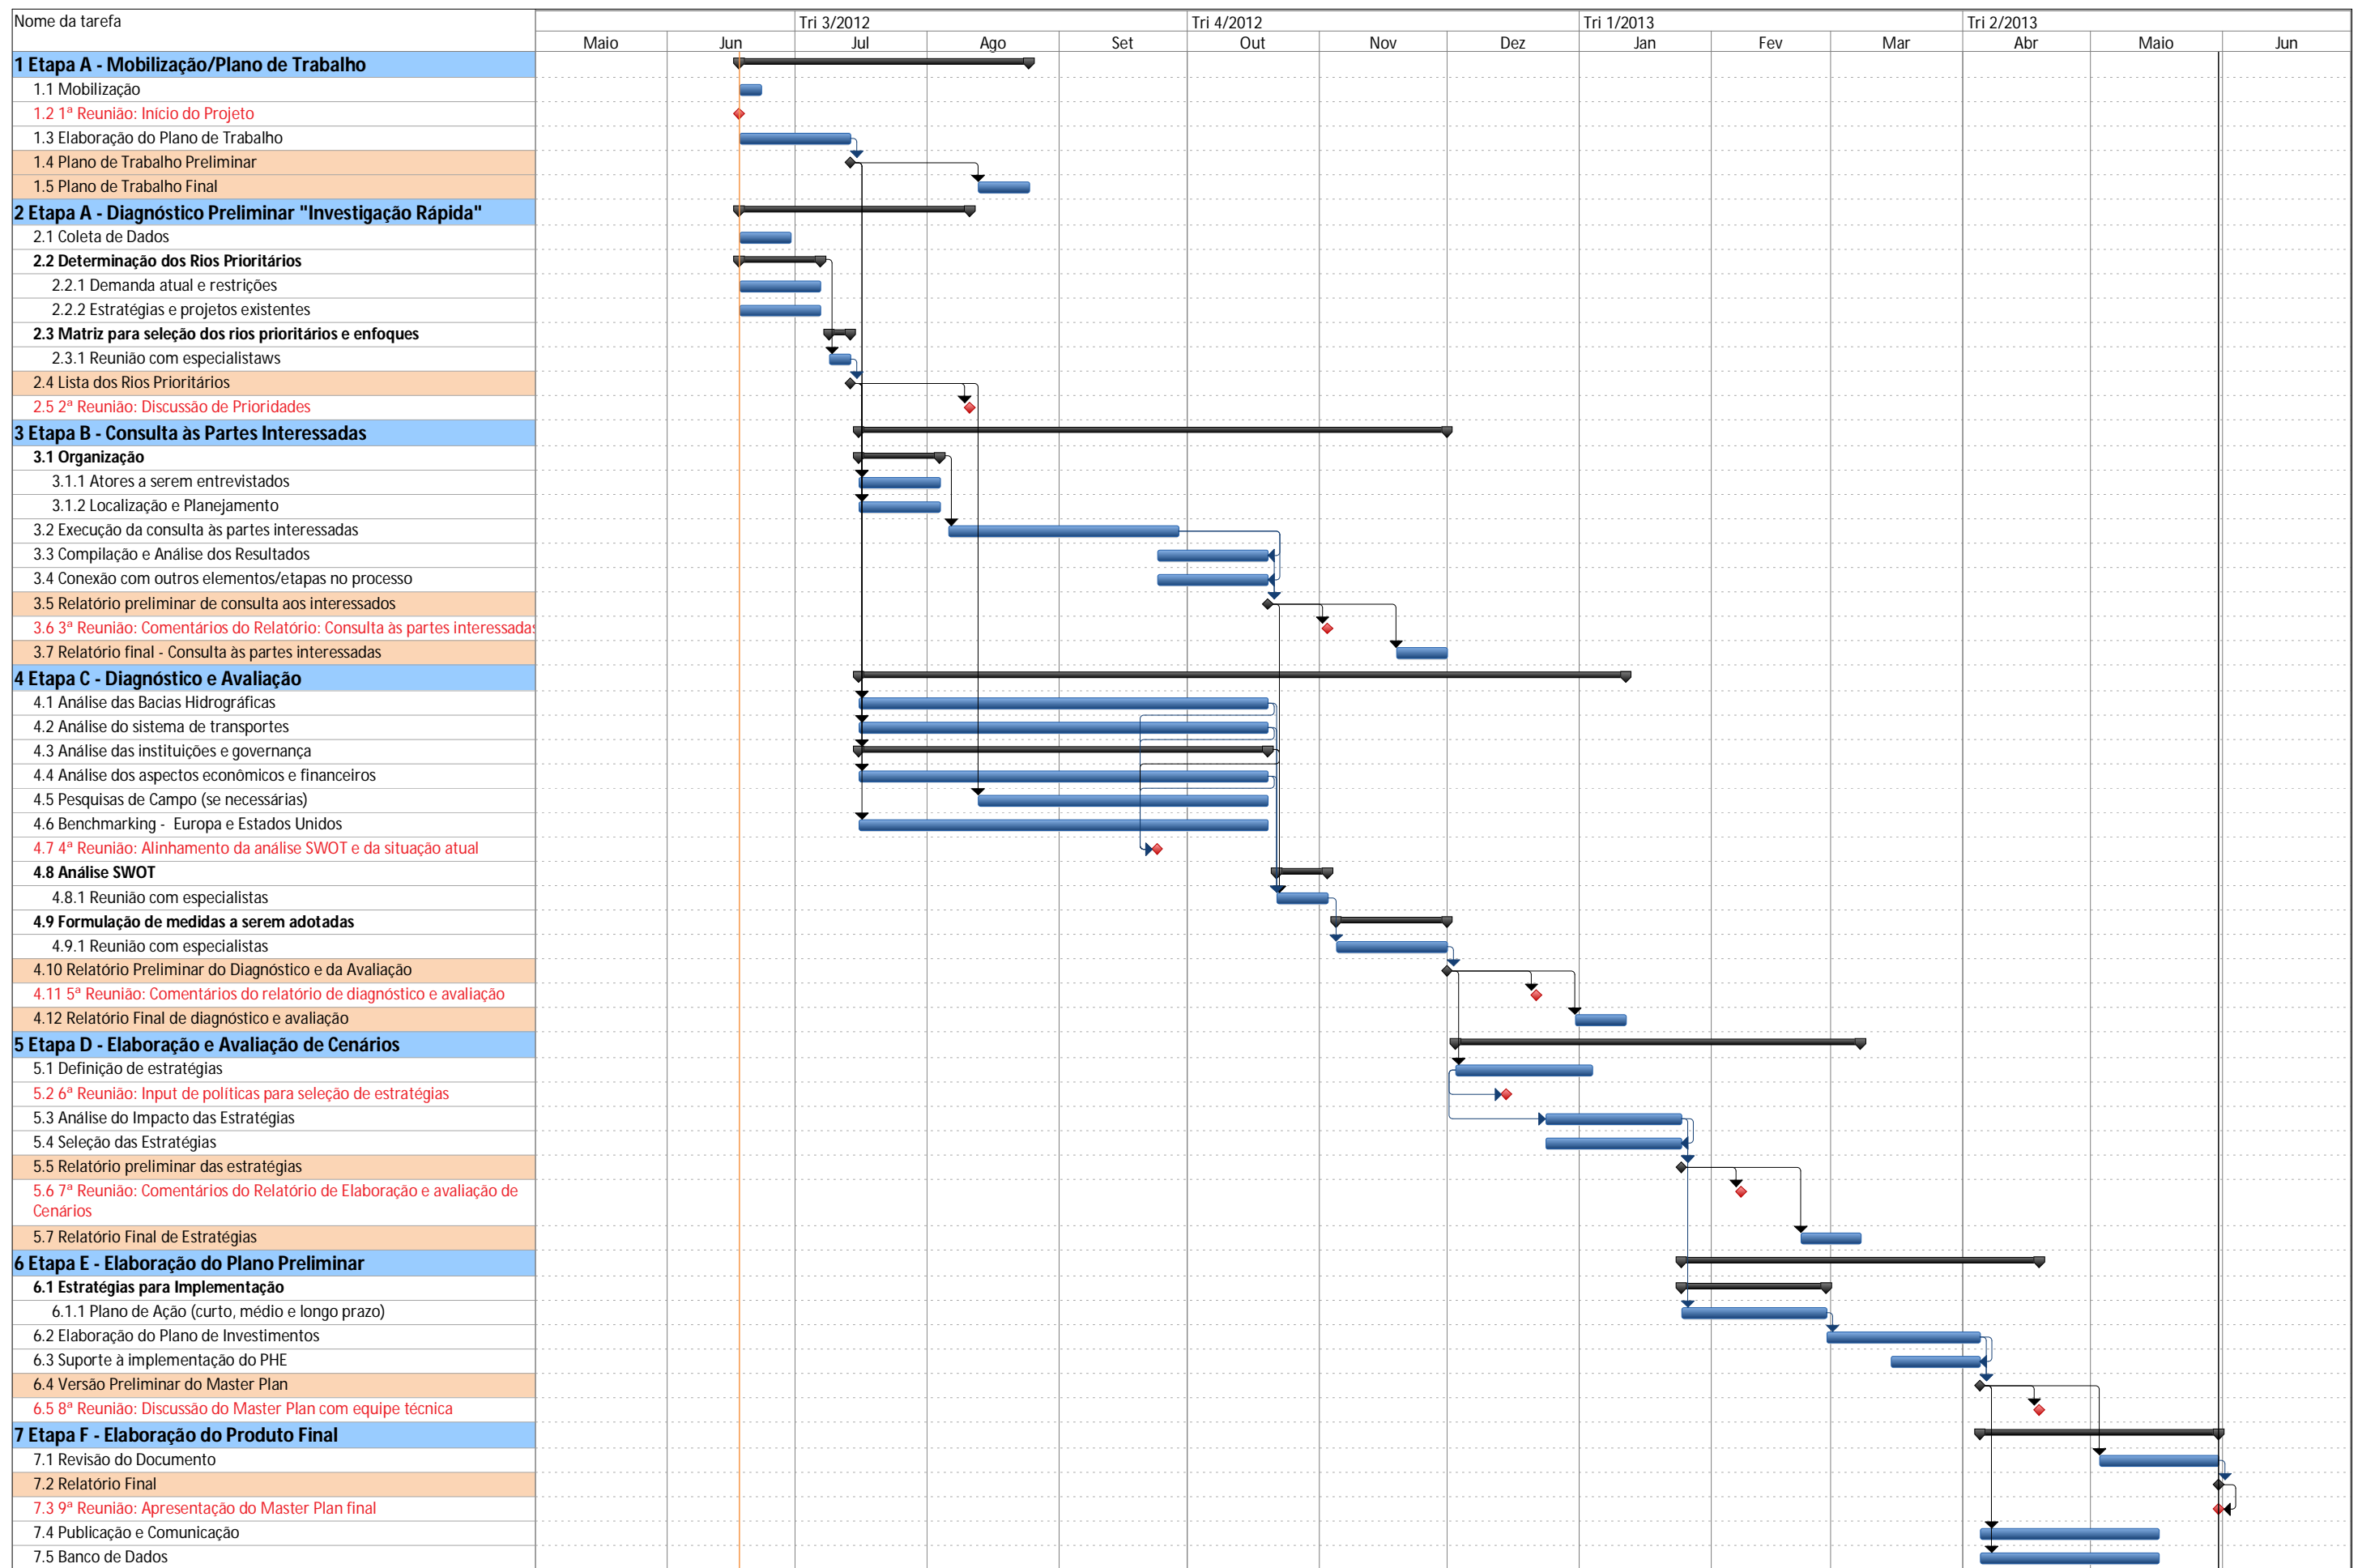 Nome da tarefa
Tri 3/2012 Tri 4/2012 Tri 1/2013 Tri 2/2013
Maio Jun Jul Ago Set Out Nov Dez Jan Fev Mar Abr Maio Jun
1 Etapa A - Mobilização/Plano de Trabalho
1.1 Mobilização
1.2 1ª Reunião: Início do Projeto
1.3 Elaboração do Plano de Trabalho
1.4 Plano de Trabalho Preliminar
1.5 Plano de Trabalho Final
2 Etapa A - Diagnóstico Preliminar "Investigação Rápida"
2.1 Coleta de Dados
2.2 Determinação dos Rios Prioritários
2.2.1 Demanda atual e restrições
2.2.2 Estratégias e projetos existentes
2.3 Matriz para seleção dos rios prioritários e enfoques
2.3.1 Reunião com especialistaws
2.4 Lista dos Rios Prioritários
2.5 2ª Reunião: Discussão de Prioridades
3 Etapa B - Consulta às Partes Interessadas
3.1 Organização
3.1.1 Atores a serem entrevistados
3.1.2 Localização e Planejamento
3.2 Execução da consulta às partes interessadas
3.3 Compilação e Análise dos Resultados
3.4 Conexão com outros elementos/etapas no processo
3.5 Relatório preliminar de consulta aos interessados
3.6 3ª Reunião: Comentários do Relatório: Consulta às partes interessadas
3.7 Relatório final - Consulta às partes interessadas
4 Etapa C - Diagnóstico e Avaliação
4.1 Análise das Bacias Hidrográficas
4.2 Análise do sistema de transportes
4.3 Análise das instituições e governança
4.4 Análise dos aspectos econômicos e financeiros
4.5 Pesquisas de Campo (se necessárias)
4.6 Benchmarking - Europa e Estados Unidos
4.7 4ª Reunião: Alinhamento da análise SWOT e da situação atual
4.8 Análise SWOT
4.8.1 Reunião com especialistas
4.9 Formulação de medidas a serem adotadas
4.9.1 Reunião com especialistas
4.10 Relatório Preliminar do Diagnóstico e da Avaliação
4.11 5ª Reunião: Comentários do relatório de diagnóstico e avaliação
4.12 Relatório Final de diagnóstico e avaliação
5 Etapa D - Elaboração e Avaliação de Cenários
5.1 Definição de estratégias
5.2 6ª Reunião: Input de políticas para seleção de estratégias
5.3 Análise do Impacto das Estratégias
5.4 Seleção das Estratégias
5.5 Relatório preliminar das estratégias
5.6 7ª Reunião: Comentários do Relatório de Elaboração e avaliação de
Cenários
5.7 Relatório Final de Estratégias
6 Etapa E - Elaboração do Plano Preliminar
6.1 Estratégias para Implementação
6.1.1 Plano de Ação (curto, médio e longo prazo)
6.2 Elaboração do Plano de Investimentos
6.3 Suporte à implementação do PHE
6.4 Versão Preliminar do Master Plan
6.5 8ª Reunião: Discussão do Master Plan com equipe técnica
7 Etapa F - Elaboração do Produto Final
7.1 Revisão do Documento
7.2 Relatório Final
7.3 9ª Reunião: Apresentação do Master Plan final
7.4 Publicação e Comunicação
7.5 Banco de Dados